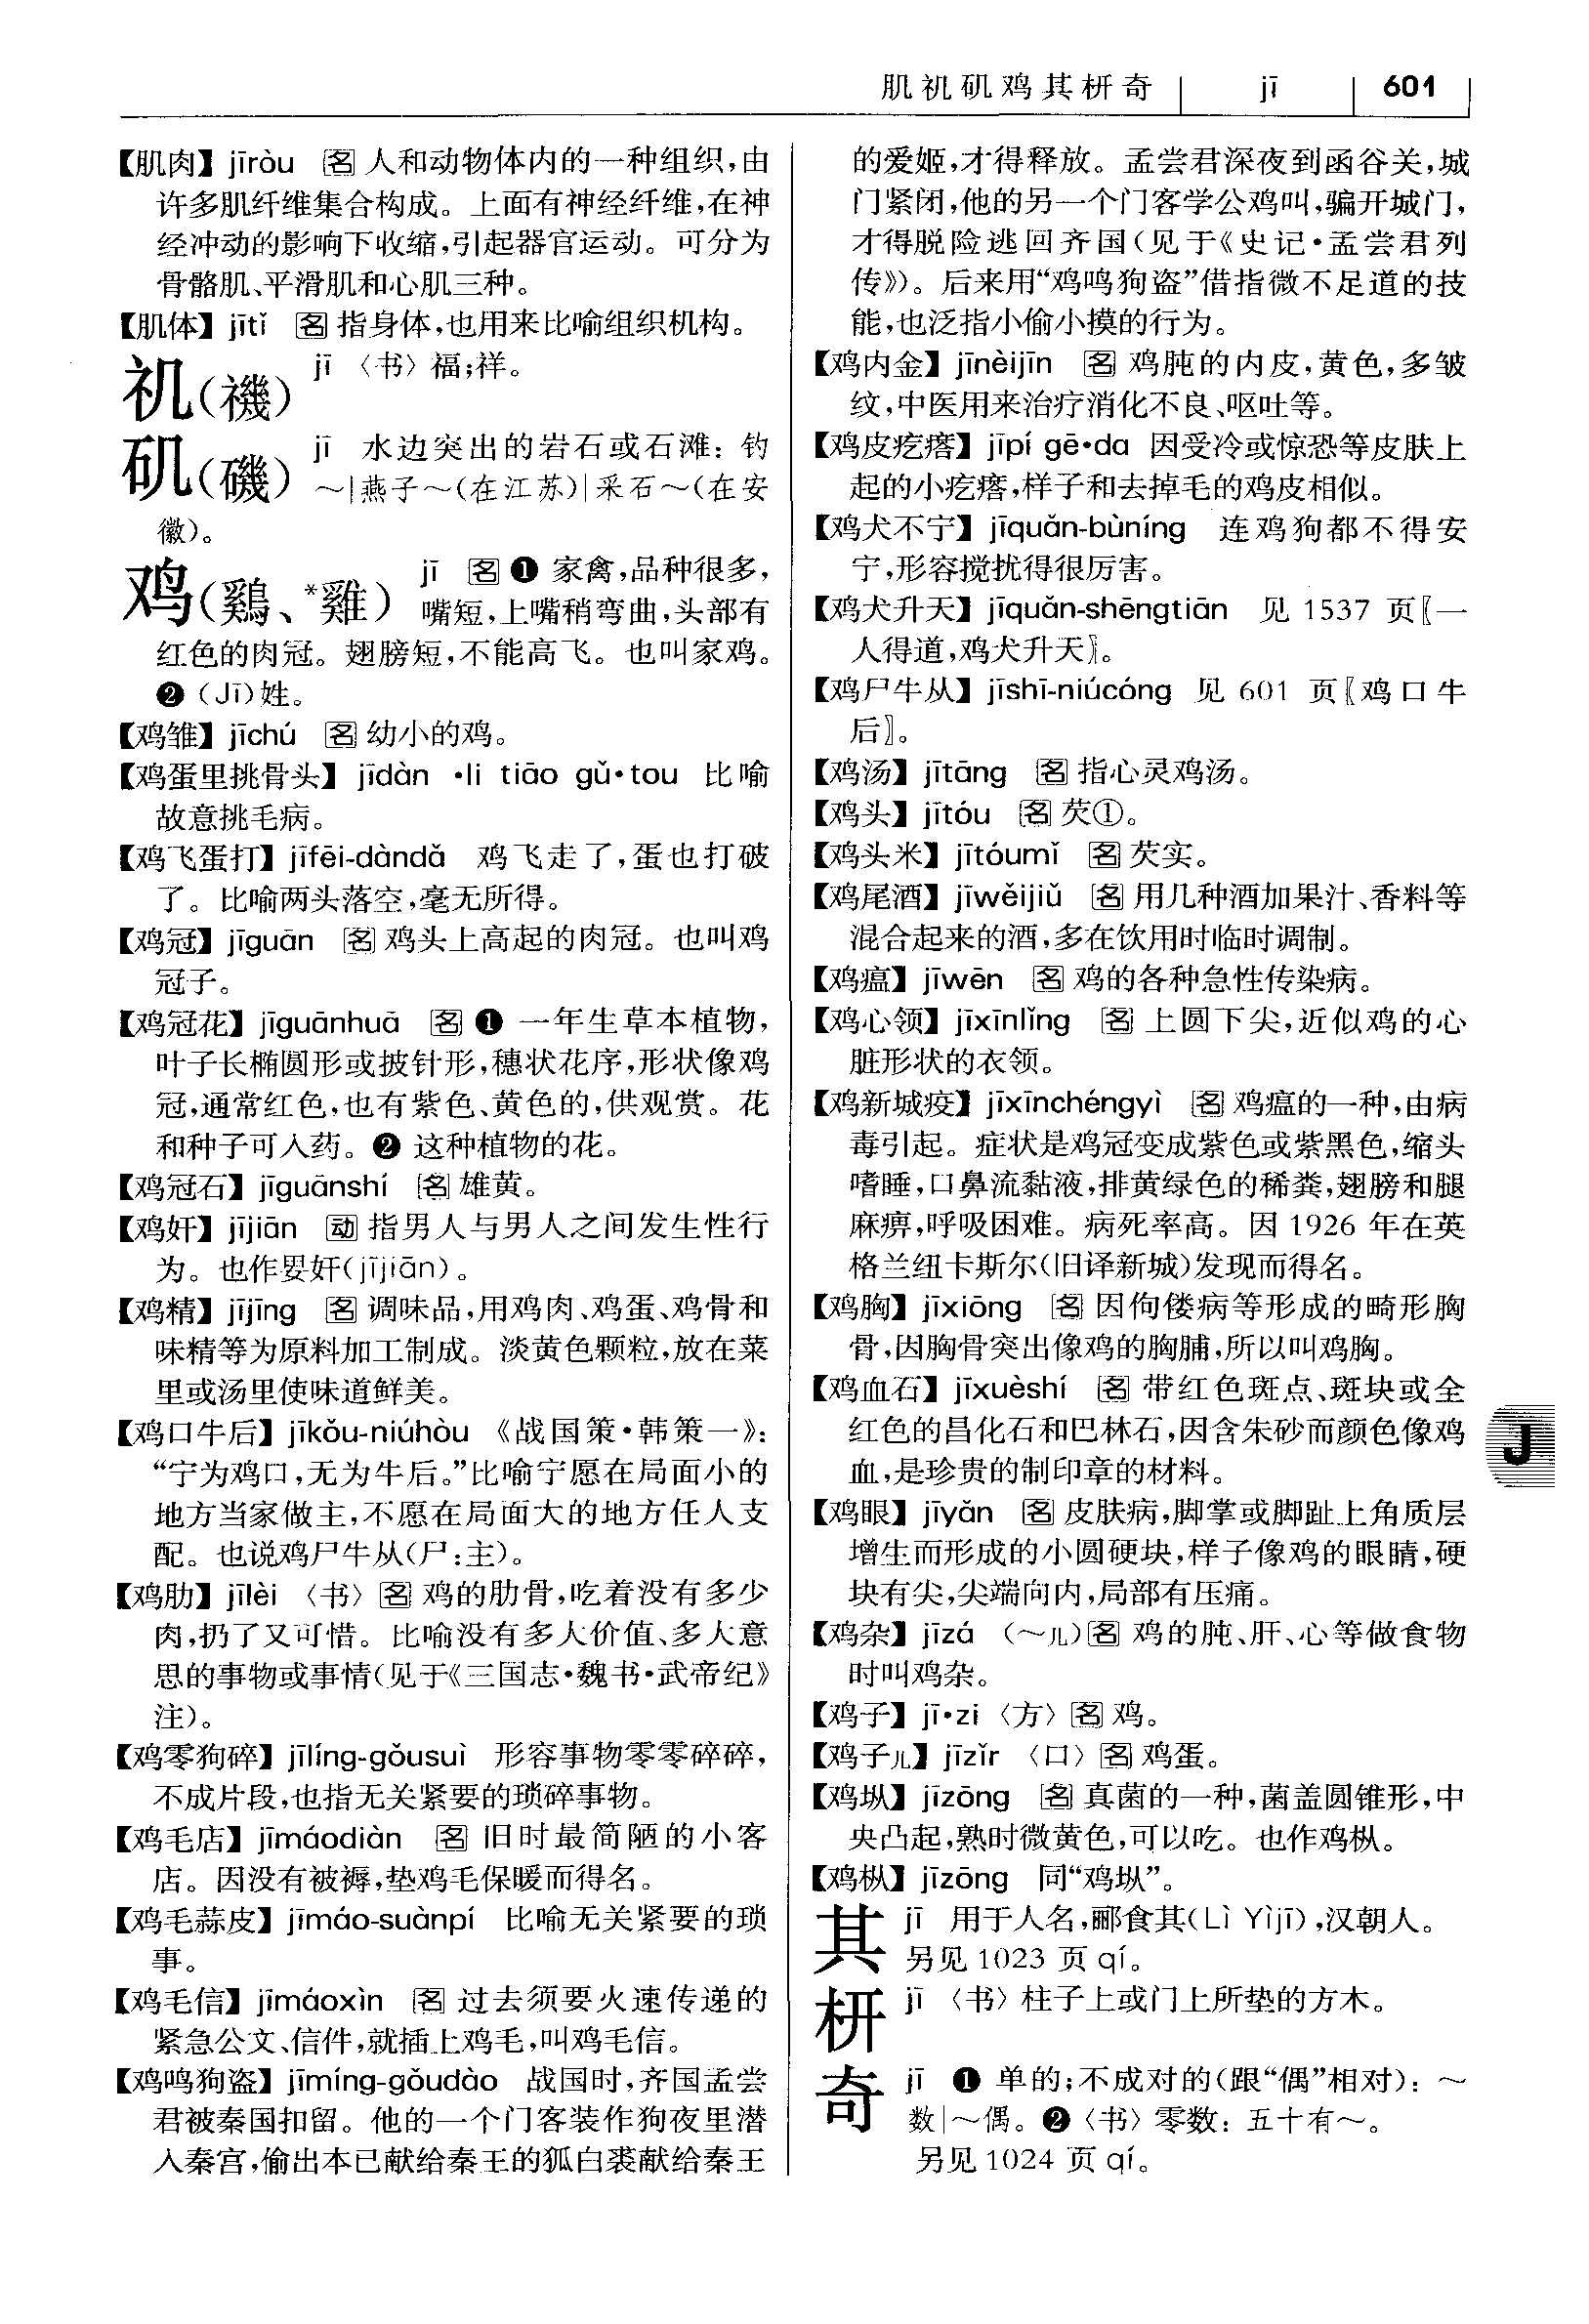 肌禨矶鸡其枅奇 jī 601
【肌肉】 jīròu 名 人和动物体内的一种组织,由
许多肌纤维集合构成。上面有神经纤维,在神
经冲动的影响下收缩,引起器官运动。可分为
骨骼肌、平滑肌和心肌三种。
【肌体】 jītǐ 名 指身体,也用来比喻组织机构。
(禨) jī 〈书〉福;祥。
矶(磯) jī 水边突出的岩石或石滩:钓
~|燕子~(在江苏)|采石~(在安
徽)。
鸡(鷄、*雞) jī 名 ❶ 家禽,品种很多,
嘴短,上嘴稍弯曲,头部有
红色的肉冠。翅膀短,不能高飞。也叫家鸡。
❷ (Jī)姓。
【鸡雏】 jīchú 名 幼小的鸡。
【鸡蛋里挑骨头】 jīdàn ·li tiāo gǔ·tou 比喻
故意挑毛病。
【鸡飞蛋打】 jīfēi-dàndǎ 鸡飞走了,蛋也打破
了。比喻两头落空,毫无所得。
【鸡冠】 jīguān 名 鸡头上高起的肉冠。也叫鸡
冠子。
【鸡冠花】 jīguānhuā 名 ❶ 一年生草本植物,
叶子长椭圆形或披针形,穗状花序,形状像鸡
冠,通常红色,也有紫色、黄色的,供观赏。花
和种子可入药。❷ 这种植物的花。
【鸡冠石】 jīguānshí 名 雄黄。
【鸡奸】 jījiān 动 指男人与男人之间发生性行
为。也作㚻奸(jījiān)。
【鸡精】 jījīng 名 调味品,用鸡肉、鸡蛋、鸡骨和
味精等为原料加工制成。淡黄色颗粒,放在菜
里或汤里使味道鲜美。
【鸡口牛后】 jīkǒu-niúhòu 《战国策·韩策一》:
“宁为鸡口,无为牛后。”比喻宁愿在局面小的
地方当家做主,不愿在局面大的地方任人支
配。也说鸡尸牛从(尸:主)。
【鸡肋】 jīlèi 〈书〉 名 鸡的肋骨,吃着没有多少
肉,扔了又可惜。比喻没有多大价值、多大意
思的事物或事情(见于《三国志·魏书·武帝纪》
注)。
【鸡零狗碎】 jīlíng-gǒusuì 形容事物零零碎碎,
不成片段,也指无关紧要的琐碎事物。
【鸡毛店】 jīmáodiàn 名 旧时最简陋的小客
店。因没有被褥,垫鸡毛保暖而得名。
【鸡毛蒜皮】 jīmáo-suànpí 比喻无关紧要的琐
事。
【鸡毛信】 jīmáoxìn 名 过去须要火速传递的
紧急公文、信件,就插上鸡毛,叫鸡毛信。
【鸡鸣狗盗】 jīmíng-gǒudào 战国时,齐国孟尝
君被秦国扣留。他的一个门客装作狗夜里潜
入秦宫,偷出本已献给秦王的狐白裘献给秦王
的爱姬,才得释放。孟尝君深夜到函谷关,城
门紧闭,他的另一个门客学公鸡叫,骗开城门,
才得脱险逃回齐国(见于《史记·孟尝君列
传》)。后来用“鸡鸣狗盗”借指微不足道的技
能,也泛指小偷小摸的行为。
【鸡内金】 jīnèijīn 名 鸡肫的内皮,黄色,多皱
纹,中医用来治疗消化不良、呕吐等。
【鸡皮疙瘩】 jīpí gē·da 因受冷或惊恐等皮肤上
起的小疙瘩,样子和去掉毛的鸡皮相似。
【鸡犬不宁】 jīquǎn-bùníng 连鸡狗都不得安
宁,形容搅扰得很厉害。
【鸡犬升天】 jīquǎn-shēngtiān 见 1537 页〖一
人得道,鸡犬升天〗。
【鸡尸牛从】 jīshī-niúcóng 见 601 页〖鸡口牛
后〗。
【鸡汤】 jītāng 名 指心灵鸡汤。
【鸡头】 jītóu 名 芡①。
【鸡头米】 jītóumǐ 名 芡实。
【鸡尾酒】 jīwěijiǔ 名 用几种酒加果汁、香料等
混合起来的酒,多在饮用时临时调制。
【鸡瘟】 jīwēn 名 鸡的各种急性传染病。
【鸡心领】 jīxīnlǐng 名 上圆下尖,近似鸡的心
脏形状的衣领。
【鸡新城疫】 jīxīnchéngyì 名 鸡瘟的一种,由病
毒引起。症状是鸡冠变成紫色或紫黑色,缩头
嗜睡,口鼻流黏液,排黄绿色的稀粪,翅膀和腿
麻痹,呼吸困难。病死率高。因 1926 年在英
格兰纽卡斯尔(旧译新城)发现而得名。
【鸡胸】 jīxiōng 名 因佝偻病等形成的畸形胸
骨,因胸骨突出像鸡的胸脯,所以叫鸡胸。
【鸡血石】 jīxuèshí 名 带红色斑点、斑块或全
红色的昌化石和巴林石,因含朱砂而颜色像鸡
血,是珍贵的制印章的材料。
【鸡眼】 jīyǎn 名 皮肤病,脚掌或脚趾上角质层
增生而形成的小圆硬块,样子像鸡的眼睛,硬
块有尖,尖端向内,局部有压痛。
【鸡杂】 jīzá (~儿) 名 鸡的肫、肝、心等做食物
时叫鸡杂。
【鸡子】 jī·zi 〈方〉 名 鸡。
【鸡子儿】 jīzǐr 〈口〉 名 鸡蛋。
【鸡㙡】 jīzōng 名 真菌的一种,菌盖圆锥形,中
央凸起,熟时微黄色,可以吃。也作鸡枞。
【鸡枞】 jīzōng 同“鸡㙡”。
其 jī 用于人名,郦食其(Lì Yìjī),汉朝人。
另见 1023 页 qí。
枅 jī 〈书〉柱子上或门上所垫的方木。
奇 jī ❶ 单的;不成对的(跟“偶”相对):~
数|~偶。❷〈书〉零数:五十有~。
另见 1024 页 qí。
J